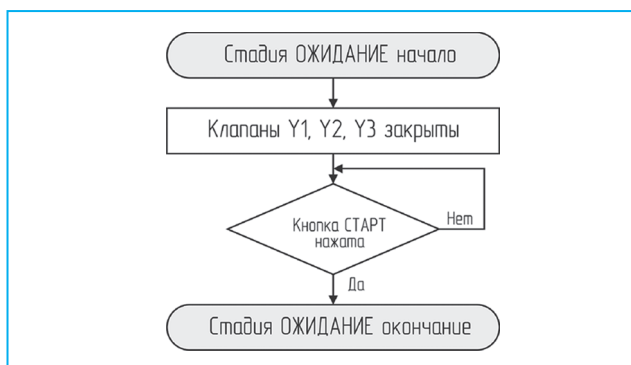 Стадия ОЖИДАНИЕ начало
Клапаны Y1, Y2, Y3 закрыты
Кнопка СТАРТ
нажата
Нет
Да
Стадия ОЖИДАНИЕ окончание